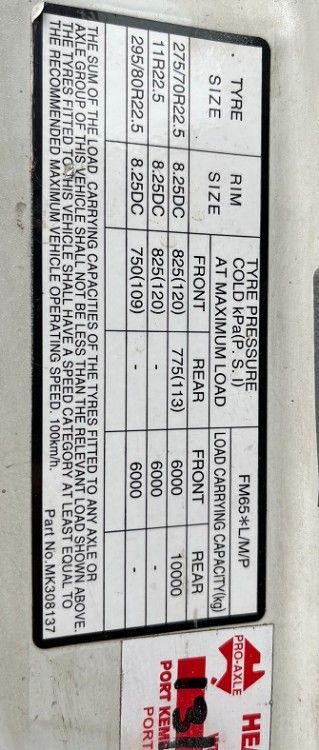 TYRE SIZE
RIM SIZE
TYRE PRESSURE COLD kPa(P. S. I) AT MAXIMUM LOAD
FM65*L/M/P
LOAD CARRYING CAPACITY(kg)
FRONT REAR FRONT REAR
275/70R22.5 8.25DC 825(120) 775(113) 6000 10000
11R22.5 8.25DC 825(120) - 6000 -
295/80R22.5 8.25DC 750(109) - 6000 -
THE SUM OF THE LOAD CARRYING CAPACITIES OF THE TYRES FITTED TO ANY AXLE OR
AXLE GROUP OF THIS VEHICLE SHALL NOT BE LESS THAN THE RELEVANT LOAD SHOWN ABOVE.
THE TYRES FITTED TO THIS VEHICLE SHALL HAVE A SPEED CATEGORY AT LEAST EQUAL TO
THE RECOMMENDED MAXIMUM VEHICLE OPERATING SPEED. 100km/h. Part No.MK308137
PRO-AXLE
HE
PORT KEM
PORT